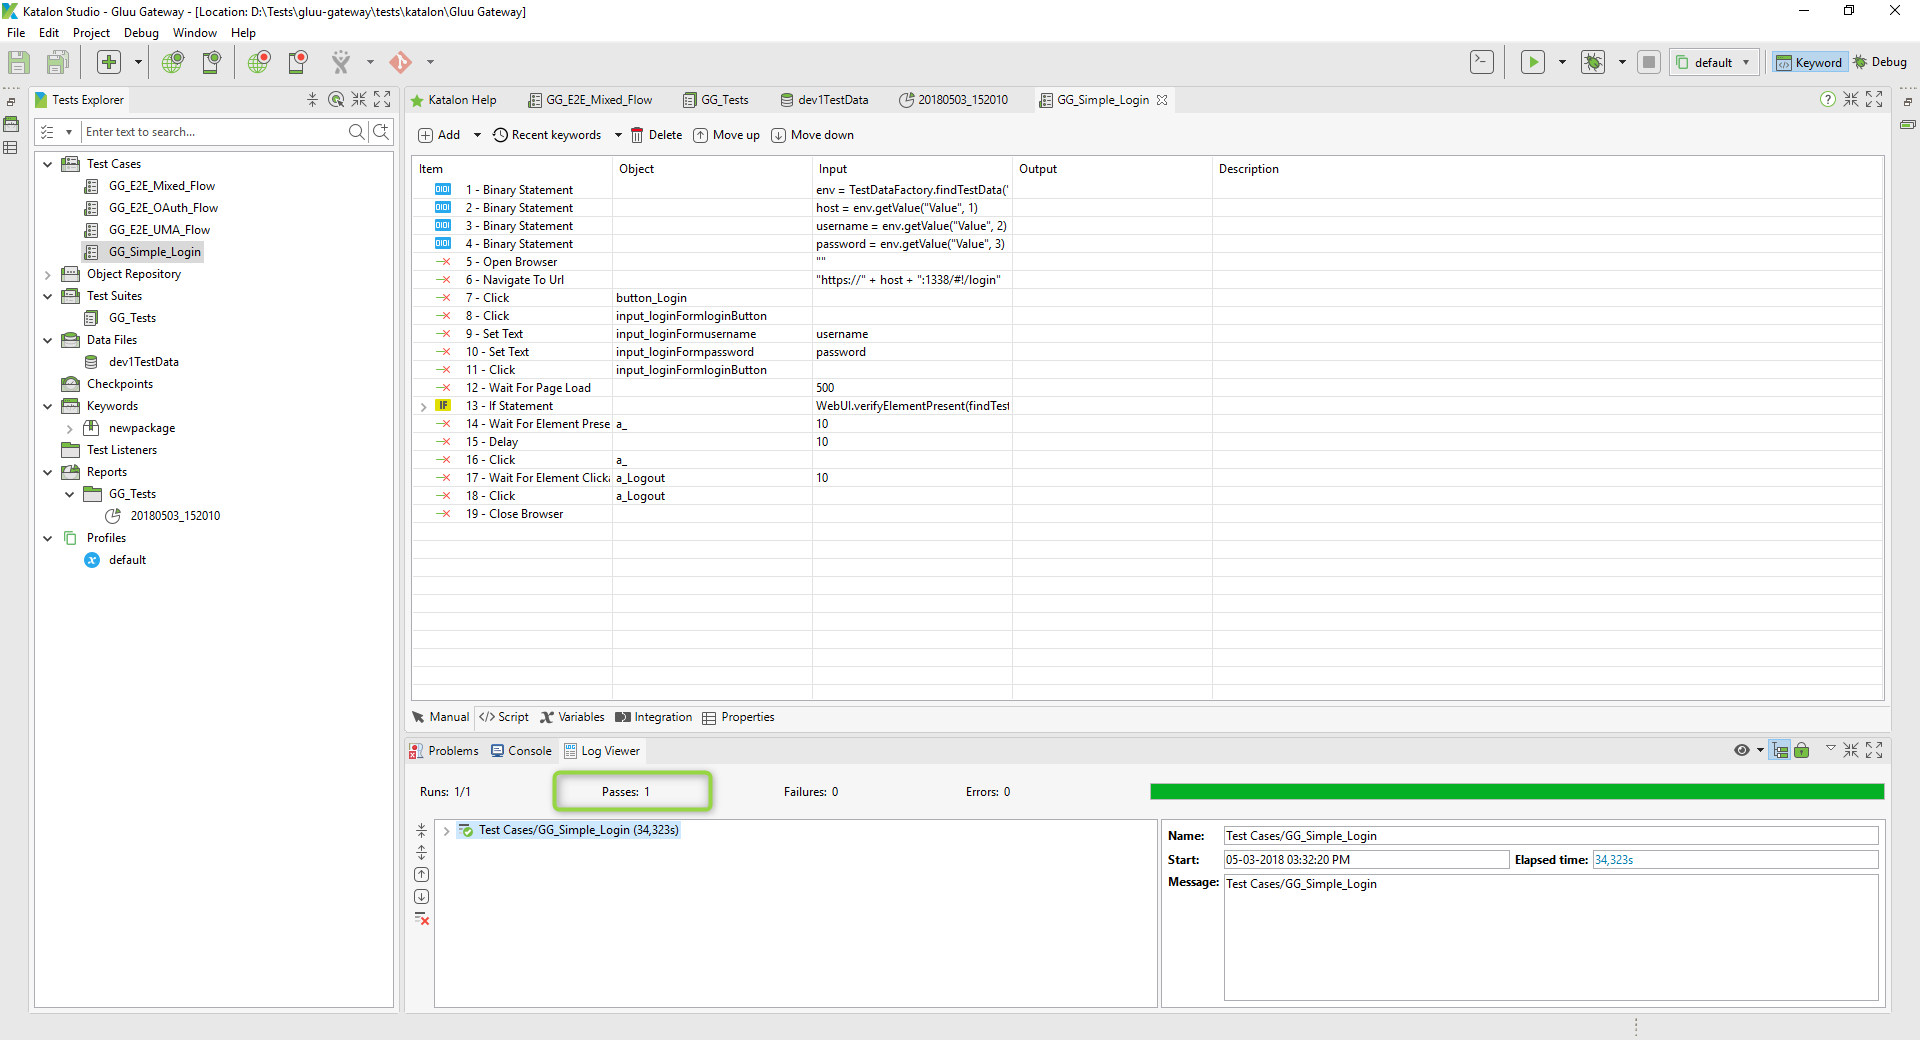 Katalon Studio - Gluu Gateway - [Location: D:\Tests\gluu-gateway\tests\katalon\Gluu Gateway]
File Edit Project Debug Window Help
default Keyword Debug
Tests Explorer
Enter text to search...
Test Cases
GG_E2E_Mixed_Flow
GG_E2E_OAuth_Flow
GG_E2E_UMA_Flow
GG_Simple_Login
Object Repository
Test Suites
GG_Tests
Data Files
dev1TestData
Checkpoints
Keywords
newpackage
Test Listeners
Reports
GG_Tests
20180503_152010
Profiles
default
Katalon Help GG_E2E_Mixed_Flow GG_Tests dev1TestData 20180503_152010 GG_Simple_Login
Add Recent keywords Delete Move up Move down
Item Object Input Output Description
1 - Binary Statement env = TestDataFactory.findTestData('
2 - Binary Statement host = env.getValue("Value", 1)
3 - Binary Statement username = env.getValue("Value", 2)
4 - Binary Statement password = env.getValue("Value", 3)
5 - Open Browser ""
6 - Navigate To Url "https://" + host + ":1338/#!/login"
7 - Click button_Login
8 - Click input_loginFormloginButton
9 - Set Text input_loginFormusername username
10 - Set Text input_loginFormpassword password
11 - Click input_loginFormloginButton
12 - Wait For Page Load 500
IF 13 - If Statement WebUI.verifyElementPresent(findTest
14 - Wait For Element Prese a_ 10
15 - Delay 10
16 - Click a_
17 - Wait For Element Clicka a_Logout 10
18 - Click a_Logout
19 - Close Browser
Manual </> Script Variables Integration Properties
Problems Console Log Viewer
Runs: 1/1 Passes: 1 Failures: 0 Errors: 0
Test Cases/GG_Simple_Login (34,323s)
Name: Test Cases/GG_Simple_Login
Start: 05-03-2018 03:32:20 PM Elapsed time: 34,323s
Message: Test Cases/GG_Simple_Login